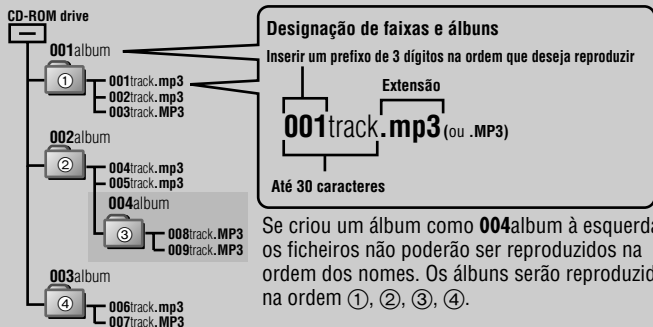 CD-ROM drive
001album
①
001track.mp3
002track.mp3
003track.MP3
002album
②
004track.mp3
005track.mp3
004album
③
008track.MP3
009track.MP3
003album
④
006track.mp3
007track.MP3
Designação de faixas e álbuns
Inserir um prefixo de 3 dígitos na ordem que deseja reproduzir
Extensão
001track.mp3 (ou .MP3)
Até 30 caracteres
Se criou um álbum como 004album à esquerda
os ficheiros não poderão ser reproduzidos na
ordem dos nomes. Os álbuns serão reproduzid
na ordem ①, ②, ③, ④.